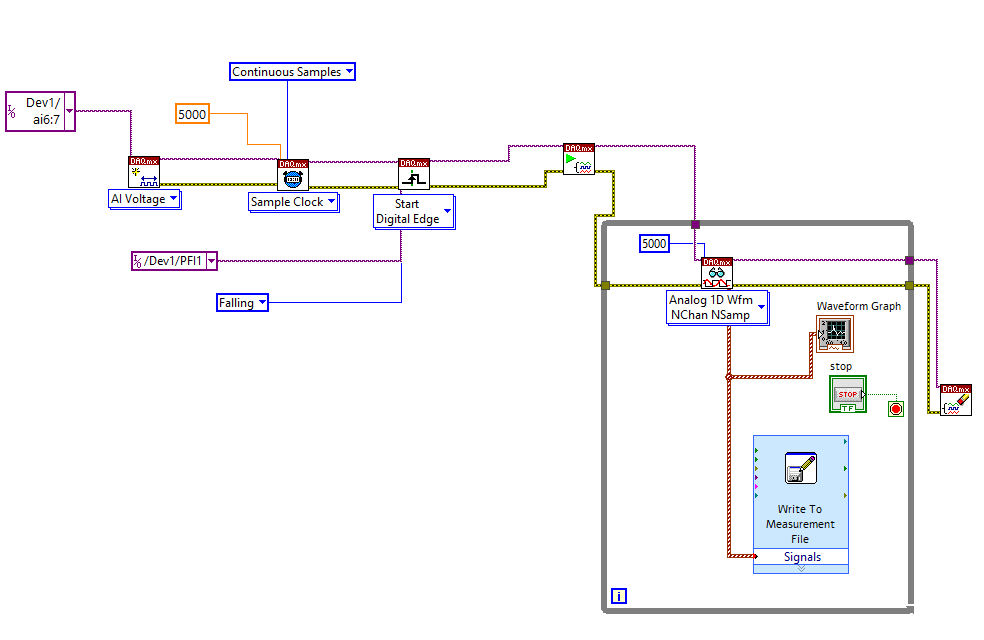 Continuous Samples
Dev1/
ai6:7
5000
DAQmx
AI Voltage
DAQmx
Sample Clock
DAQmx
Start
Digital Edge
DAQmx
/Dev1/PFI1
Falling
5000
DAQmx
Analog 1D Wfm
NChan NSamp
Waveform Graph
stop
STOP
TF
DAQmx
Write To
Measurement
File
Signals
i